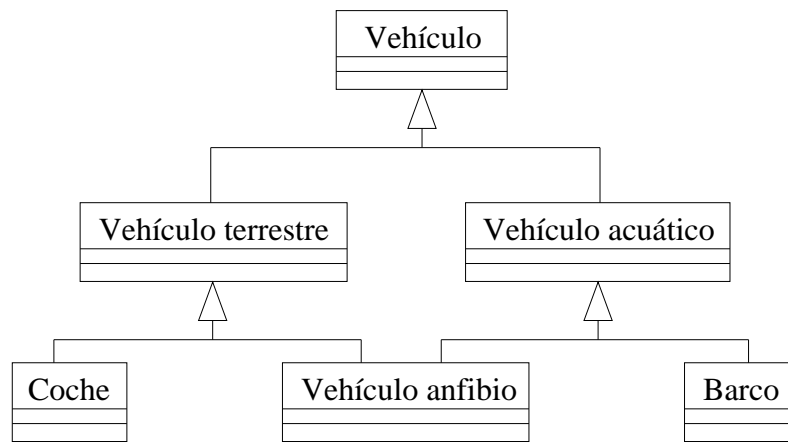 Vehículo
Vehículo terrestre
Vehículo acuático
Coche
Vehículo anfibio
Barco